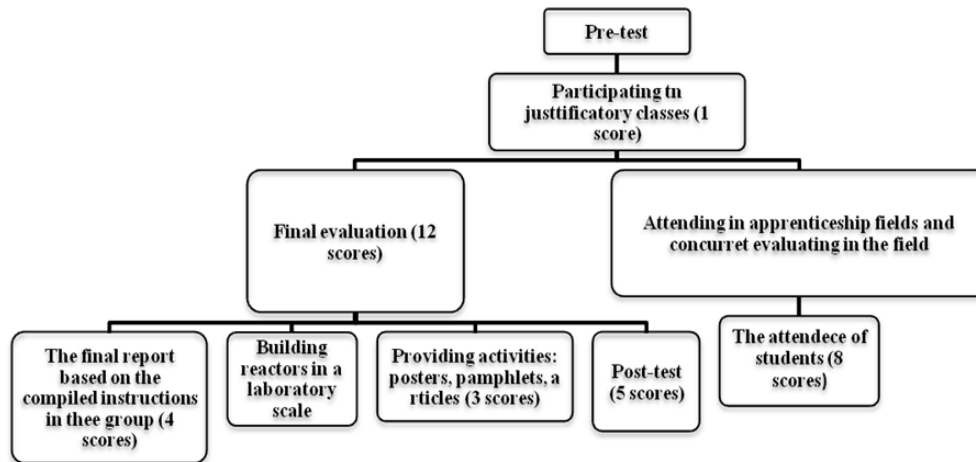 Pre-test
Participating tn
justtificatory classes (1
score)
Final evaluation (12
scores)
Attending in apprenticeship fields and
concurret evaluating in the field
The final report
based on the
compiled instructions
in thee group (4
scores)
Building
reactors in a
laboratory
scale
Providing activities:
posters, pamphlets, a
rticles (3 scores)
Post-test
(5 scores)
The attendece of
students (8
scores)